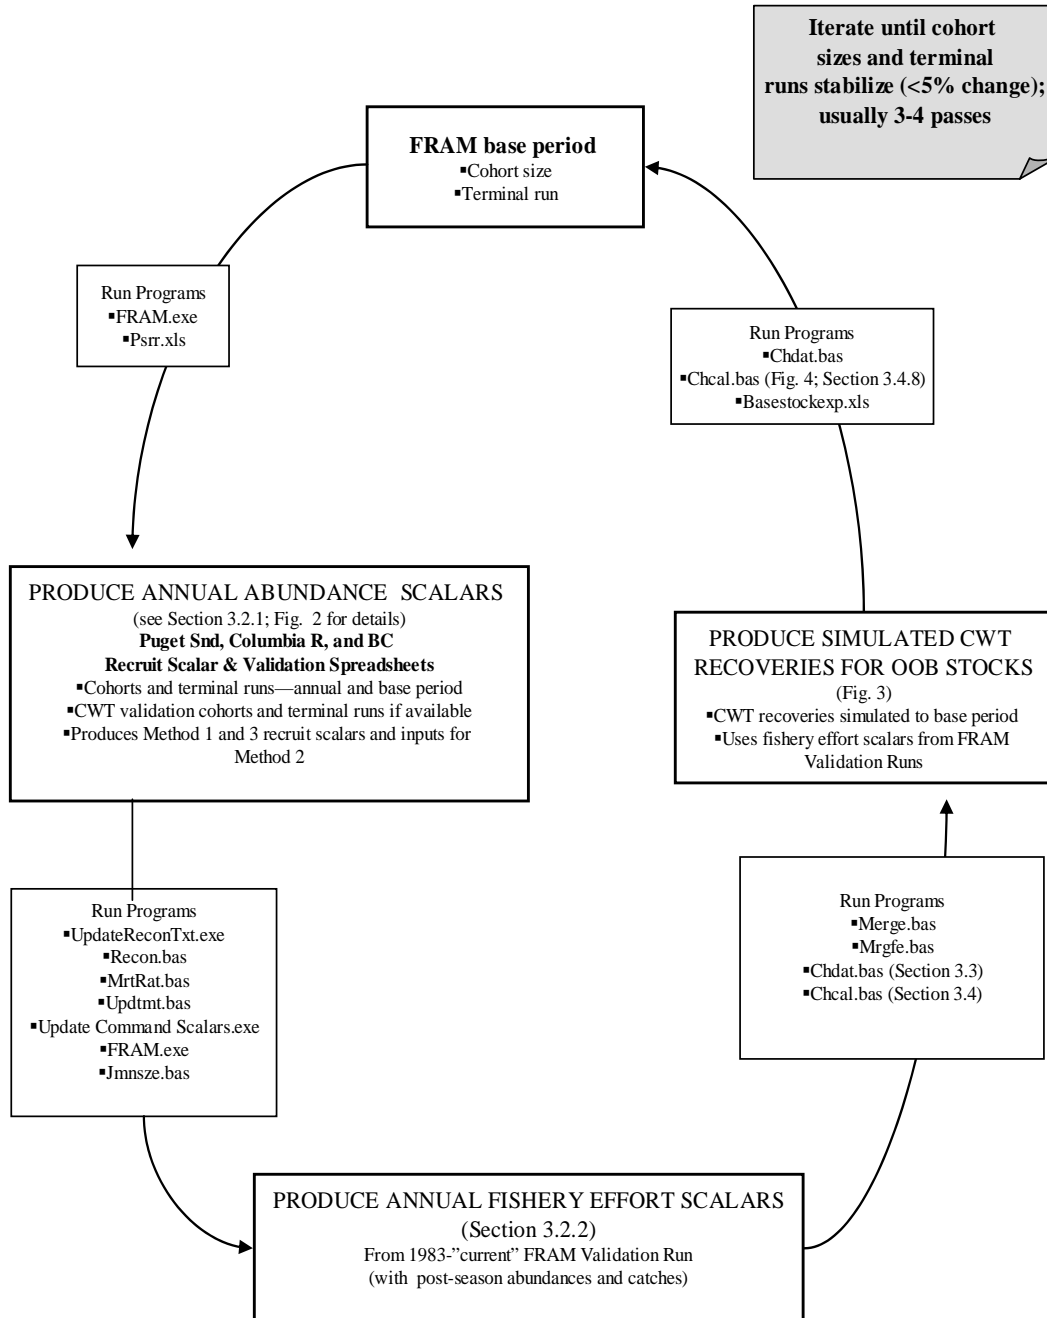 Iterate until cohort
sizes and terminal
runs stabilize (<5% change);
usually 3-4 passes
FRAM base period
▪Cohort size
▪Terminal run
Run Programs
▪FRAM.exe
▪Psrr.xls
Run Programs
▪Chdat.bas
▪Chcal.bas (Fig. 4; Section 3.4.8)
▪Basestockexp.xls
PRODUCE ANNUAL ABUNDANCE SCALARS
(see Section 3.2.1; Fig. 2 for details)
Puget Snd, Columbia R, and BC
Recruit Scalar & Validation Spreadsheets
▪Cohorts and terminal runs—annual and base period
▪CWT validation cohorts and terminal runs if available
▪Produces Method 1 and 3 recruit scalars and inputs for
Method 2
PRODUCE SIMULATED CWT
RECOVERIES FOR OOB STOCKS
(Fig. 3)
▪CWT recoveries simulated to base period
▪Uses fishery effort scalars from FRAM
Validation Runs
Run Programs
▪UpdateReconTxt.exe
▪Recon.bas
▪MrtRat.bas
▪Updtmt.bas
▪Update Command Scalars.exe
▪FRAM.exe
▪Jmnsze.bas
Run Programs
▪Merge.bas
▪Mrgfe.bas
▪Chdat.bas (Section 3.3)
▪Chcal.bas (Section 3.4)
PRODUCE ANNUAL FISHERY EFFORT SCALARS
(Section 3.2.2)
From 1983-”current” FRAM Validation Run
(with post-season abundances and catches)